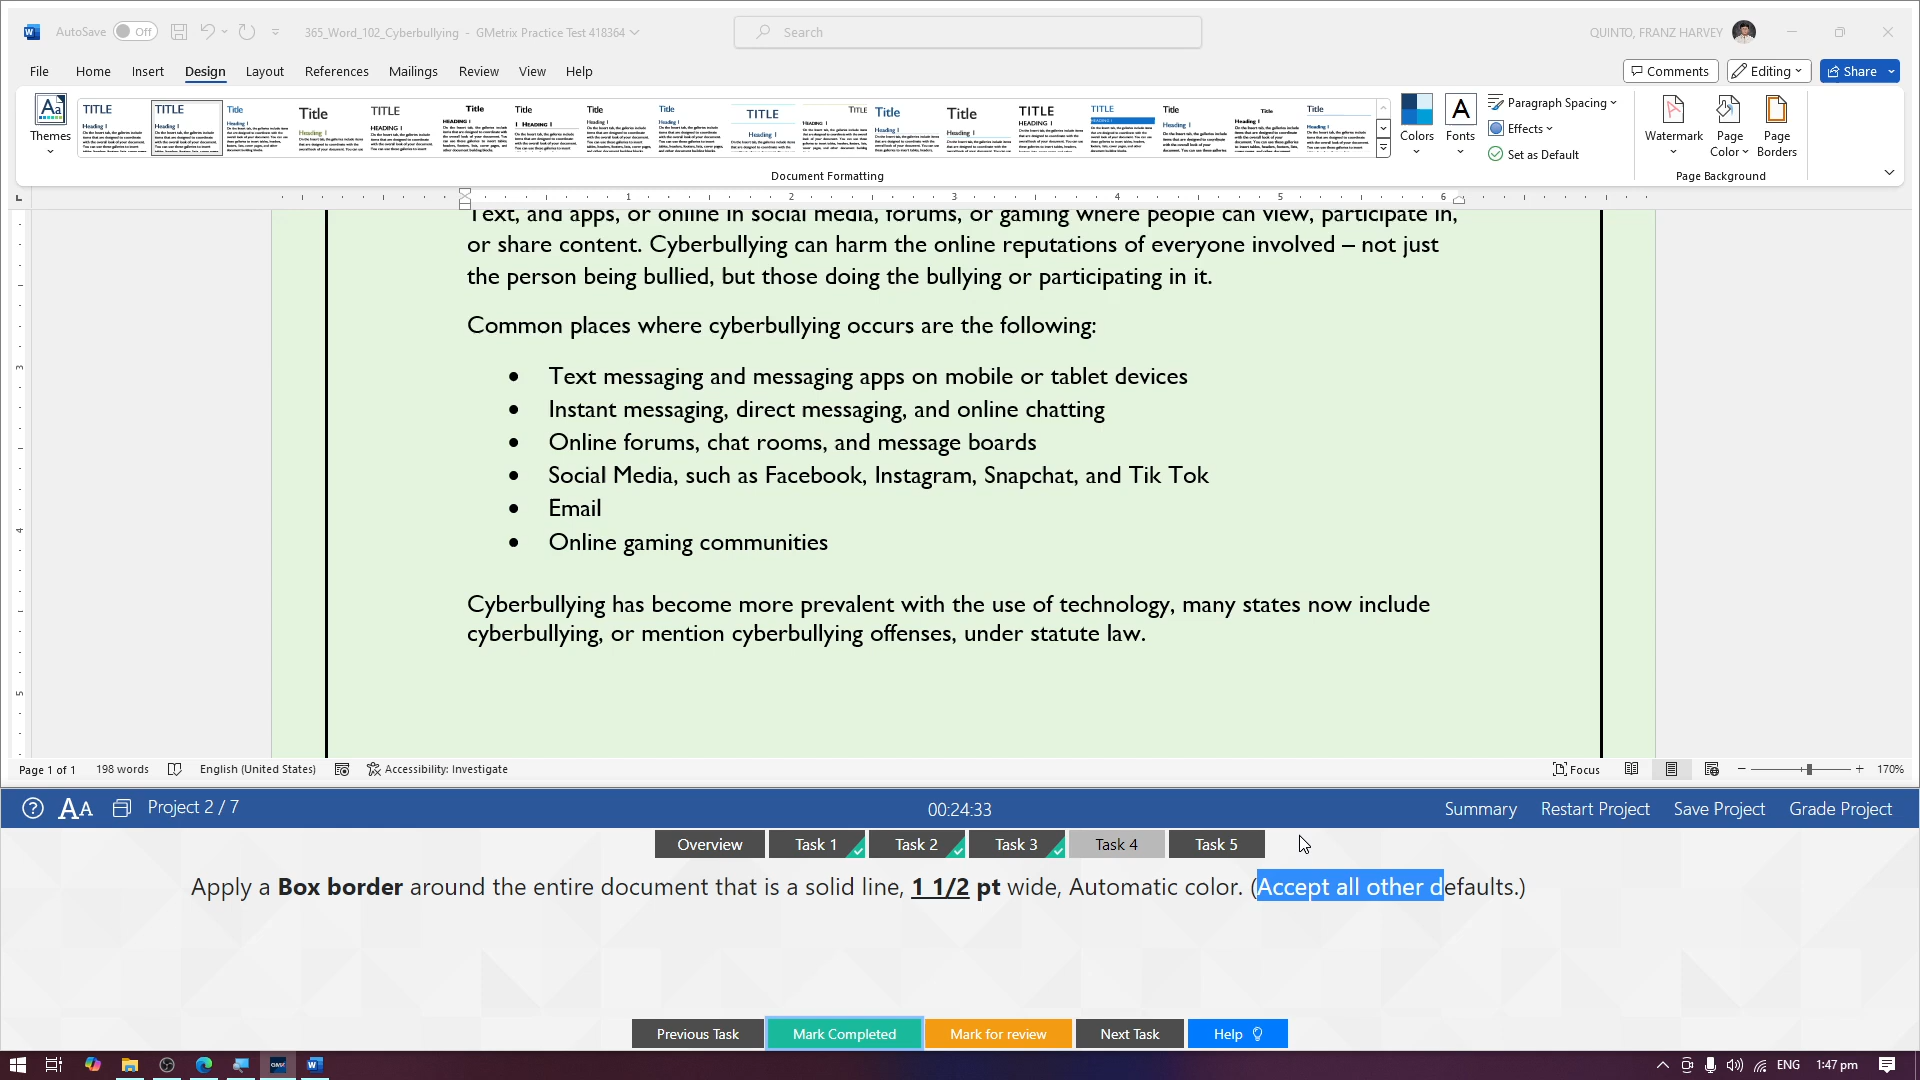 AutoSave Off 365_Word_102_Cyberbullying - GMetrix Practice Test 418364 Search QUINTO, FRANZ HARVEY
File Home Insert Design Layout References Mailings Review View Help Comments Editing Share
Themes Colors Fonts Paragraph Spacing Effects Set as Default Watermark Page Color Page Borders
Document Formatting Page Background
1 2 3 4 5 6
Text, and apps, or online in social media, forums, or gaming where people can view, participate in,
or share content. Cyberbullying can harm the online reputations of everyone involved – not just
the person being bullied, but those doing the bullying or participating in it.
Common places where cyberbullying occurs are the following:
• Text messaging and messaging apps on mobile or tablet devices
• Instant messaging, direct messaging, and online chatting
• Online forums, chat rooms, and message boards
• Social Media, such as Facebook, Instagram, Snapchat, and Tik Tok
• Email
• Online gaming communities
Cyberbullying has become more prevalent with the use of technology, many states now include
cyberbullying, or mention cyberbullying offenses, under statute law.
Page 1 of 1 198 words English (United States) Accessibility: Investigate Focus 170%
Project 2 / 7 00:24:33 Summary Restart Project Save Project Grade Project
Overview Task 1 Task 2 Task 3 Task 4 Task 5
Apply a Box border around the entire document that is a solid line, 1 1/2 pt wide, Automatic color. (Accept all other defaults.)
Previous Task Mark Completed Mark for review Next Task Help
ENG 1:47 pm